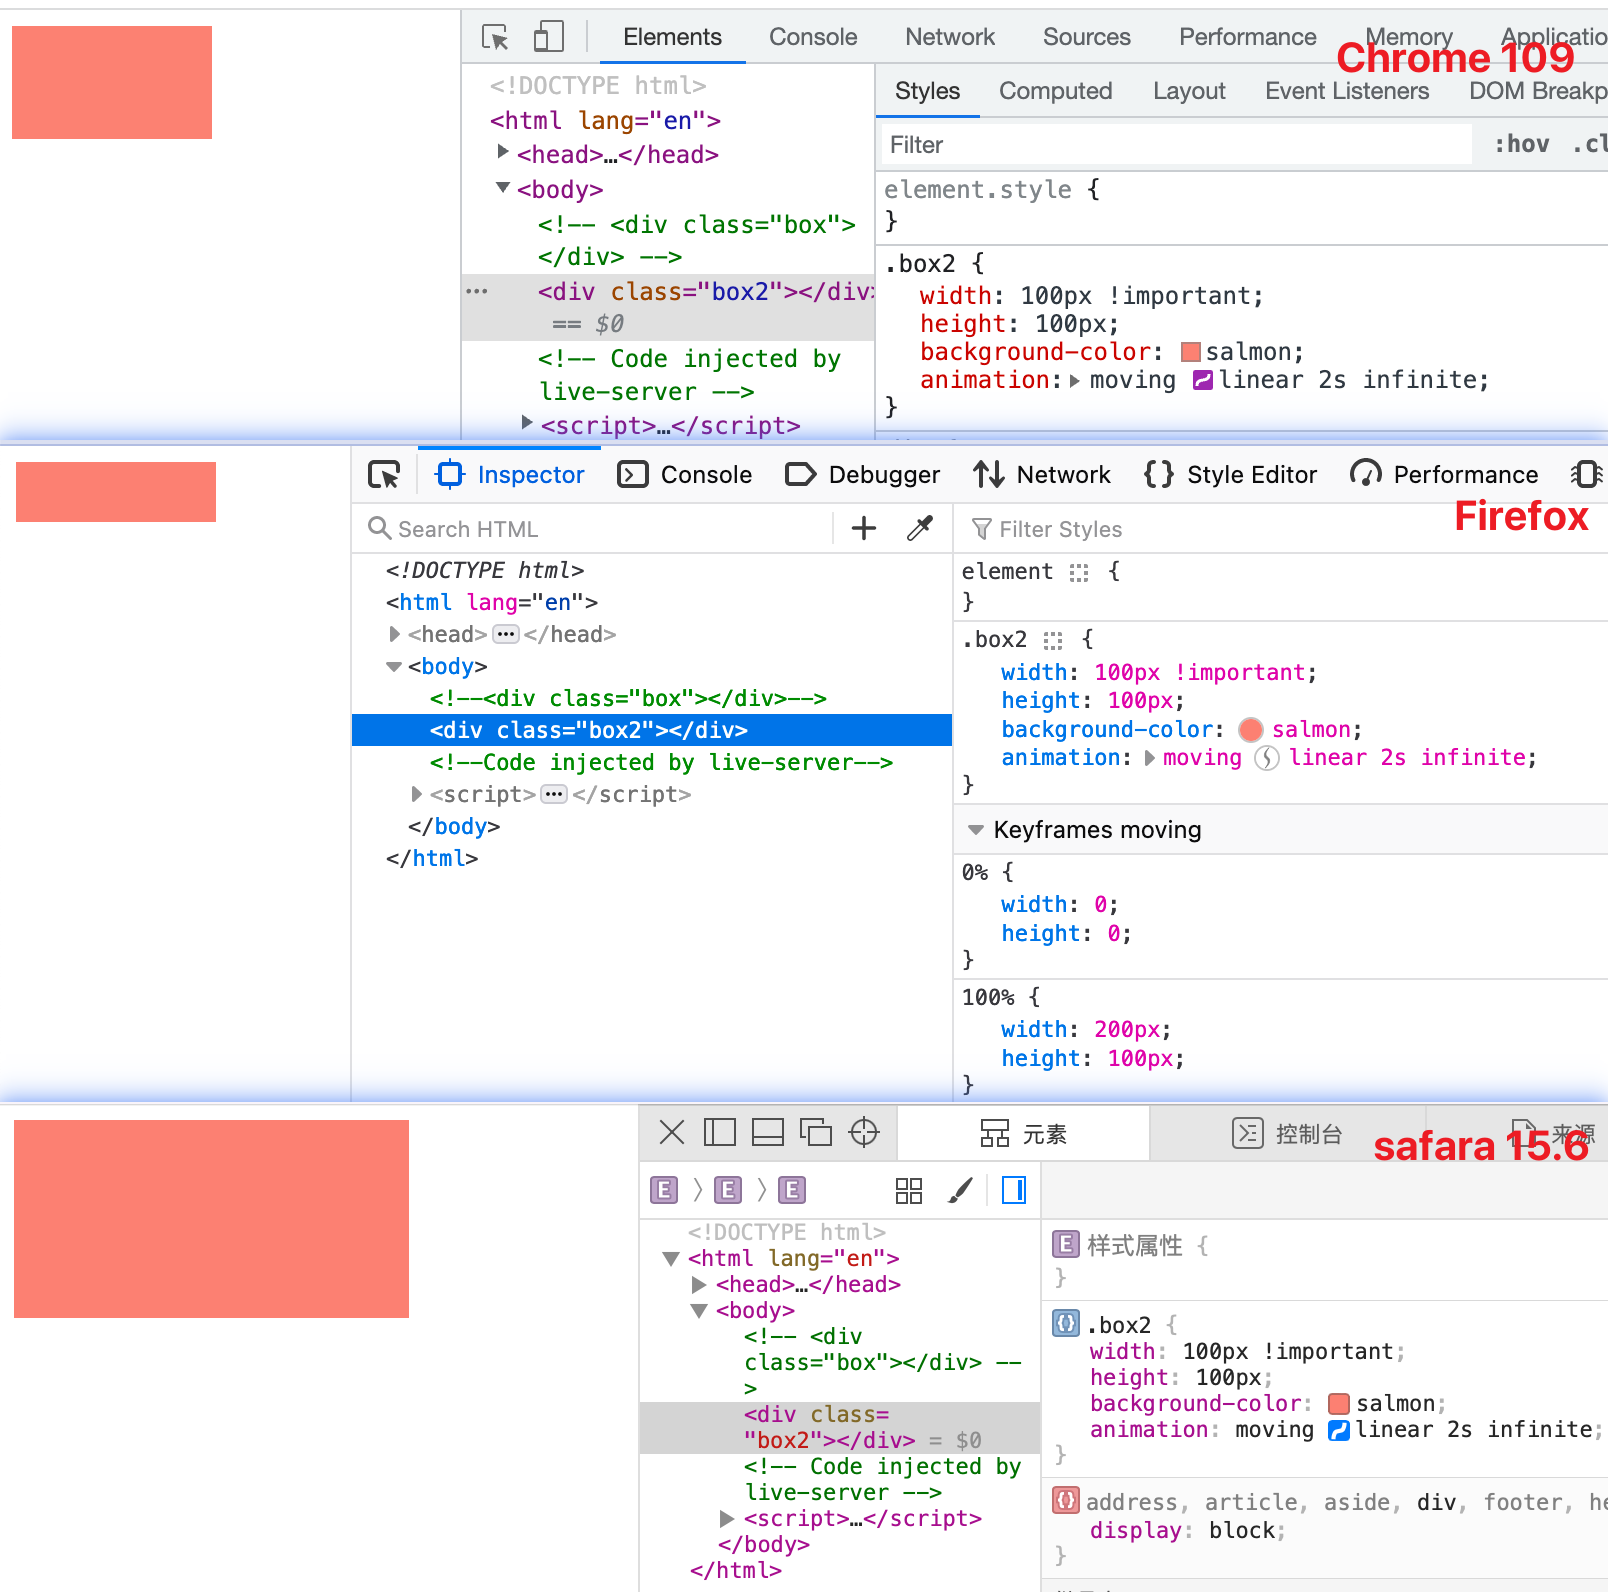 Elements Console Network Sources Performance Memory
Chrome 109
<!DOCTYPE html>
<html lang="en">
<head>…</head>
<body>
<!-- <div class="box">
</div> -->
<div class="box2"></div>
== $0
<!-- Code injected by
live-server -->
<script>…</script>
Styles Computed Layout Event Listeners DOM Breakp
Filter :hov .cl
element.style {
}
.box2 {
width: 100px !important;
height: 100px;
background-color: salmon;
animation: moving linear 2s infinite;
}
Inspector Console Debugger Network Style Editor Performance
Firefox
Search HTML
<!DOCTYPE html>
<html lang="en">
<head> ••• </head>
<body>
<!--<div class="box"></div>-->
<div class="box2"></div>
<!--Code injected by live-server-->
<script> ••• </script>
</body>
</html>
Filter Styles
element {
}
.box2 {
width: 100px !important;
height: 100px;
background-color: salmon;
animation: moving linear 2s infinite;
}
Keyframes moving
0% {
width: 0;
height: 0;
}
100% {
width: 200px;
height: 100px;
}
元素 控制台 来源
safara 15.6
E 〉 E 〉 E
<!DOCTYPE html>
<html lang="en">
<head>…</head>
<body>
<!-- <div
class="box"></div> --
>
<div class=
"box2"></div> = $0
<!-- Code injected by
live-server -->
<script>…</script>
</body>
</html>
E 样式属性 {
}
.box2 {
width: 100px !important;
height: 100px;
background-color: salmon;
animation: moving linear 2s infinite;
}
address, article, aside, div, footer, he
display: block;
}